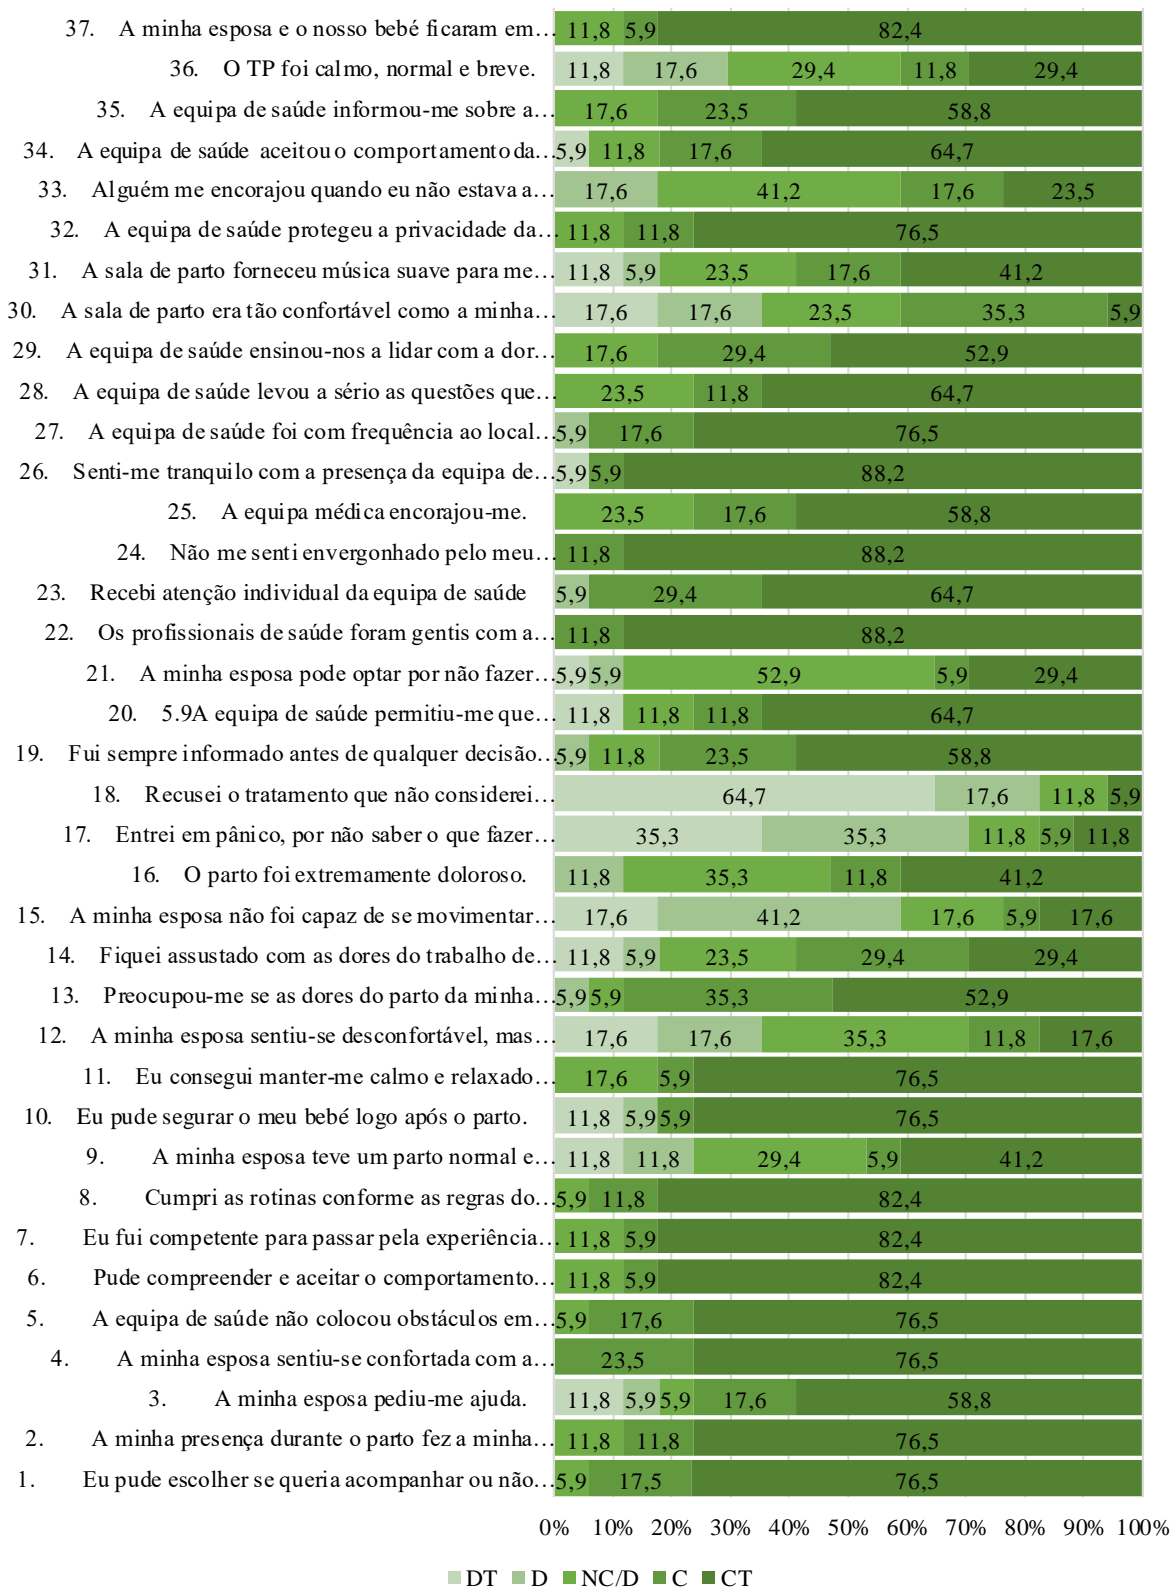 37. A minha esposa e o nosso bebé ficaram em… 11,8 5,9 82,4
36. O TP foi calmo, normal e breve. 11,8 17,6 29,4 11,8 29,4
35. A equipa de saúde informou-me sobre a… 17,6 23,5 58,8
34. A equipa de saúde aceitou o comportamento da… 5,9 11,8 17,6 64,7
33. Alguém me encorajou quando eu não estava a… 17,6 41,2 17,6 23,5
32. A equipa de saúde protegeu a privacidade da… 11,8 11,8 76,5
31. A sala de parto forneceu música suave para me… 11,8 5,9 23,5 17,6 41,2
30. A sala de parto era tão confortável como a minha… 17,6 17,6 23,5 35,3 5,9
29. A equipa de saúde ensinou-nos a lidar com a dor… 17,6 29,4 52,9
28. A equipa de saúde levou a sério as questões que… 23,5 11,8 64,7
27. A equipa de saúde foi com frequência ao local… 5,9 17,6 76,5
26. Senti-me tranquilo com a presença da equipa de… 5,9 5,9 88,2
25. A equipa médica encorajou-me. 23,5 17,6 58,8
24. Não me senti envergonhado pelo meu… 11,8 88,2
23. Recebi atenção individual da equipa de saúde 5,9 29,4 64,7
22. Os profissionais de saúde foram gentis com a… 11,8 88,2
21. A minha esposa pode optar por não fazer… 5,9 5,9 52,9 5,9 29,4
20. 5.9A equipa de saúde permitiu-me que… 11,8 11,8 11,8 64,7
19. Fui sempre informado antes de qualquer decisão… 5,9 11,8 23,5 58,8
18. Recusei o tratamento que não considerei… 64,7 17,6 11,8 5,9
17. Entrei em pânico, por não saber o que fazer… 35,3 35,3 11,8 5,9 11,8
16. O parto foi extremamente doloroso. 11,8 35,3 11,8 41,2
15. A minha esposa não foi capaz de se movimentar… 17,6 41,2 17,6 5,9 17,6
14. Fiquei assustado com as dores do trabalho de… 11,8 5,9 23,5 29,4 29,4
13. Preocupou-me se as dores do parto da minha… 5,9 5,9 35,3 52,9
12. A minha esposa sentiu-se desconfortável, mas… 17,6 17,6 35,3 11,8 17,6
11. Eu consegui manter-me calmo e relaxado… 17,6 5,9 76,5
10. Eu pude segurar o meu bebé logo após o parto. 11,8 5,9 5,9 76,5
9. A minha esposa teve um parto normal e… 11,8 11,8 29,4 5,9 41,2
8. Cumpri as rotinas conforme as regras do… 5,9 11,8 82,4
7. Eu fui competente para passar pela experiência… 11,8 5,9 82,4
6. Pude compreender e aceitar o comportamento… 11,8 5,9 82,4
5. A equipa de saúde não colocou obstáculos em… 5,9 17,6 76,5
4. A minha esposa sentiu-se confortada com a… 23,5 76,5
3. A minha esposa pediu-me ajuda. 11,8 5,9 5,9 17,6 58,8
2. A minha presença durante o parto fez a minha… 11,8 11,8 76,5
1. Eu pude escolher se queria acompanhar ou não… 5,9 17,5 76,5
0% 10% 20% 30% 40% 50% 60% 70% 80% 90% 100%
DT D NC/D C CT